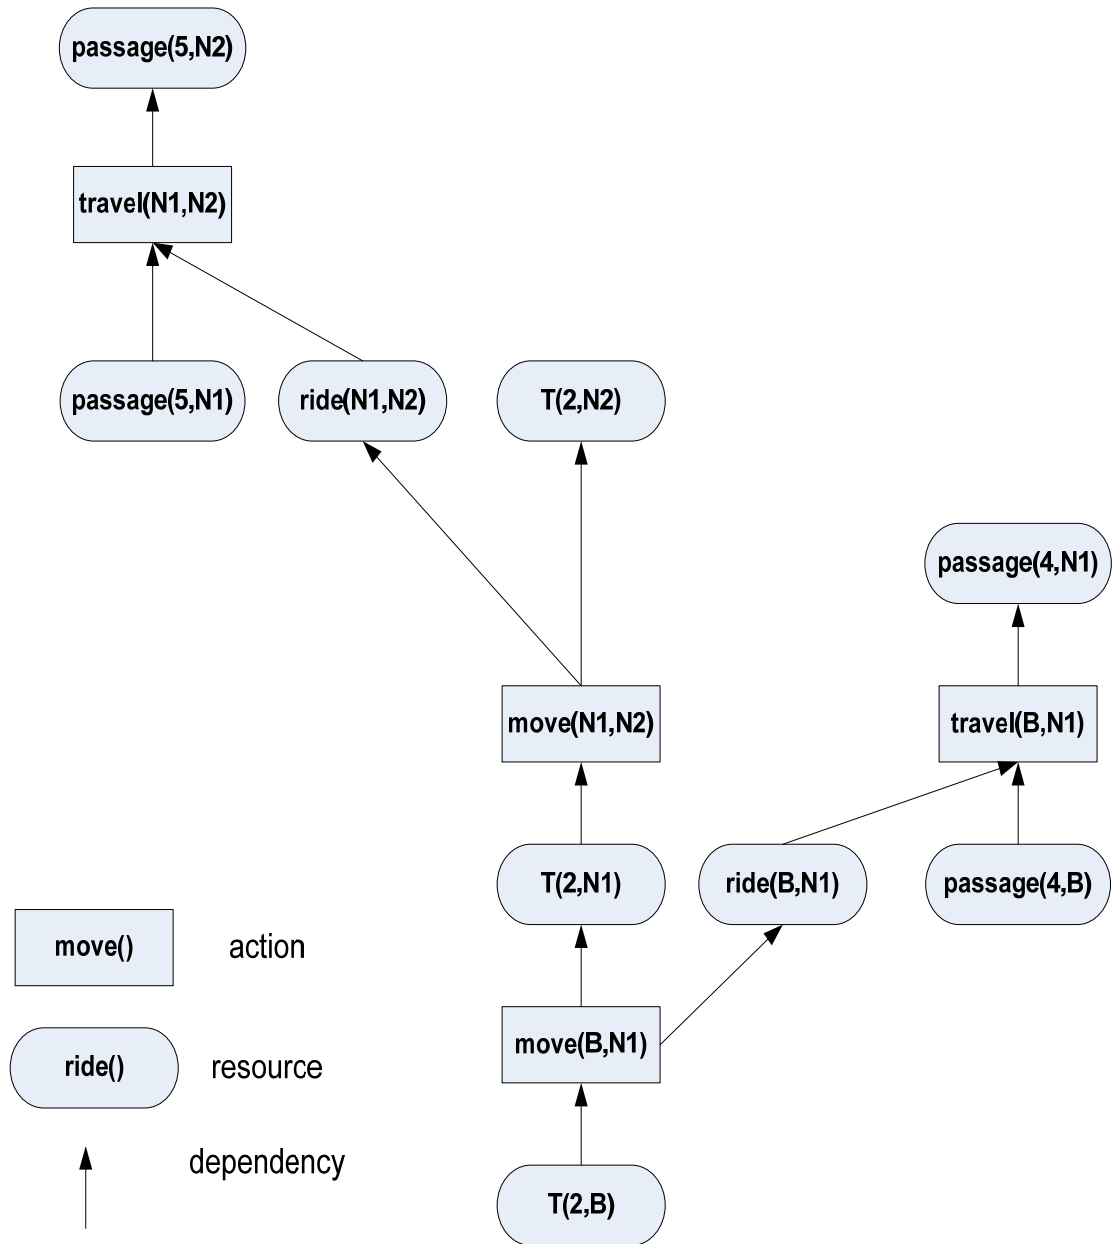 passage(5,N2)
travel(N1,N2)
passage(5,N1)
ride(N1,N2)
T(2,N2)
passage(4,N1)
move(N1,N2)
travel(B,N1)
T(2,N1)
ride(B,N1)
passage(4,B)
move()
action
move(B,N1)
ride()
resource
dependency
T(2,B)